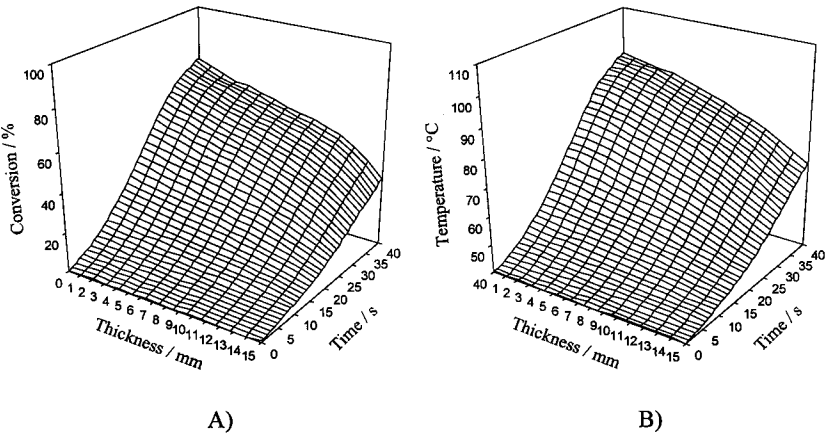 100
80
60
40
20
0
Conversion / %
1 2 3 4 5 6 7 8 9 10 11 12 13 14 15
Thickness / mm
0 5 10 15 20 25 30 35 40
Time / s
A)
110
100
90
80
70
60
50
40
Temperature / °C
1 2 3 4 5 6 7 8 9 10 11 12 13 14 15
Thickness / mm
0 5 10 15 20 25 30 35 40
Time / s
B)